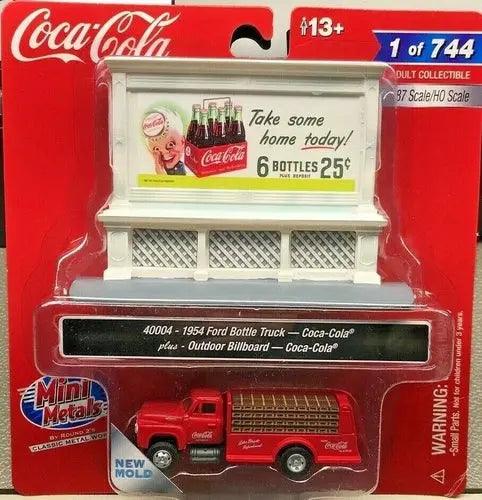 Coca-Cola
13+
1 of 744
ADULT COLLECTIBLE
87 Scale/HO Scale
Coca-Cola
Take some
home today!
Coca-Cola
6 BOTTLES 25¢
PLUS DEPOSIT
40004 - 1954 Ford Bottle Truck — Coca-Cola®
plus - Outdoor Billboard — Coca-Cola®
Mini
Metals
BY ROUND 2's
CLASSIC METAL WOR
NEW
MOLD
Coca-Cola
Coca-Cola
WARNING:
-Small Parts. Not for children under 3 years.